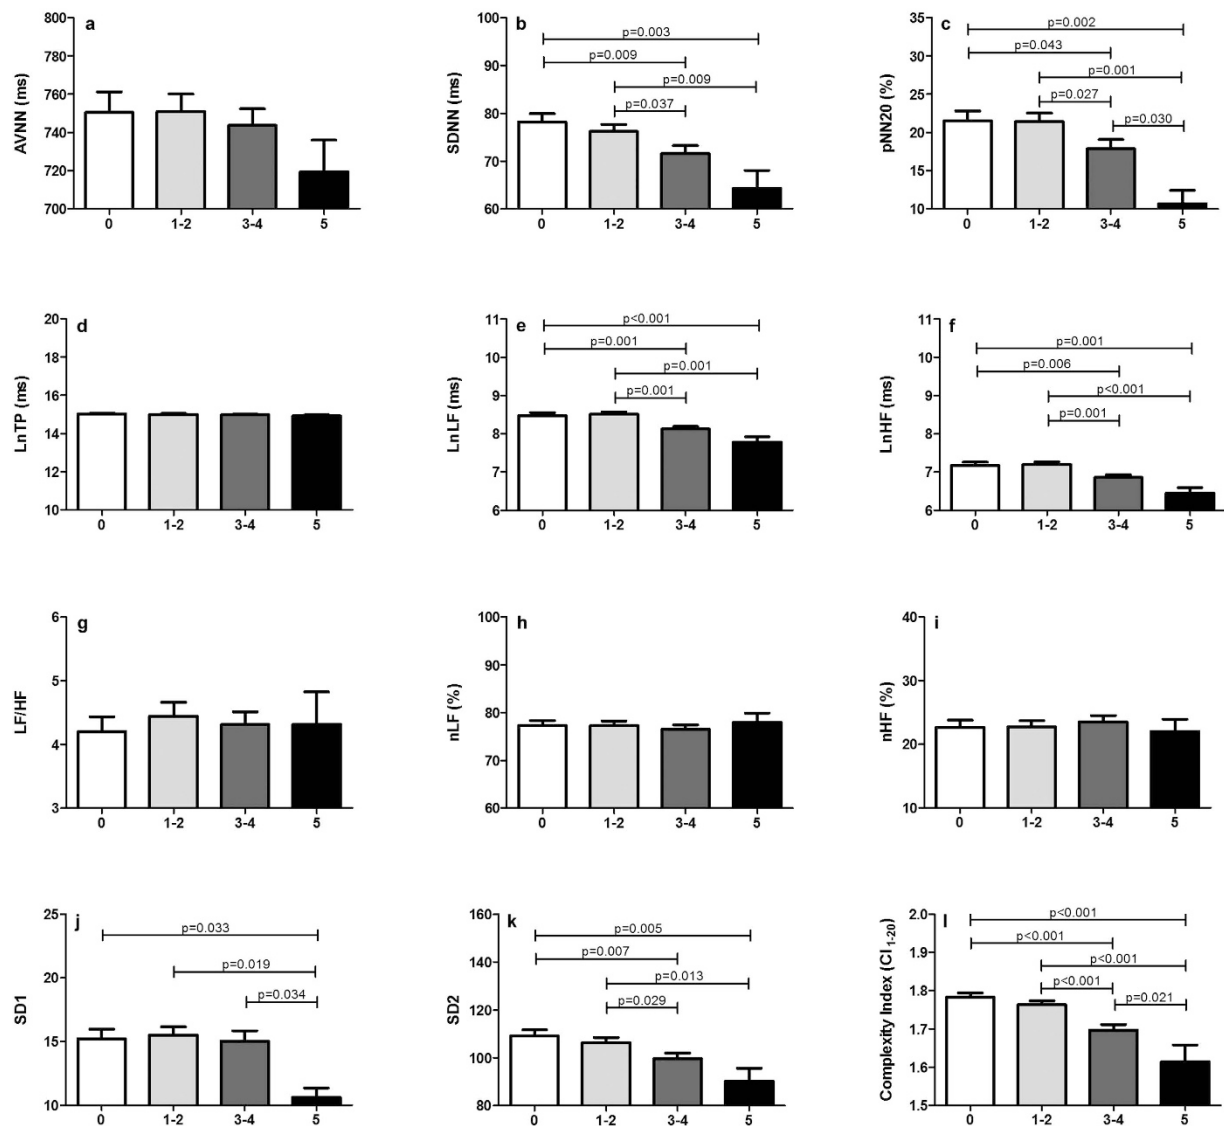 a
AVNN (ms)
800
780
760
740
720
700
0 1-2 3-4 5
b
SDNN (ms)
100
90
80
70
60
p=0.003
p=0.009
p=0.009
p=0.037
0 1-2 3-4 5
c
pNN20 (%)
35
30
25
20
15
10
p=0.002
p=0.043
p=0.001
p=0.027
p=0.030
0 1-2 3-4 5
d
LnTP (ms)
20
18
16
14
12
10
0 1-2 3-4 5
e
LnLF (ms)
11
10
9
8
7
6
p<0.001
p=0.001
p=0.001
p=0.001
0 1-2 3-4 5
f
LnHF (ms)
11
10
9
8
7
6
p=0.001
p=0.006
p<0.001
p=0.001
0 1-2 3-4 5
g
LF/HF
6
5
4
3
0 1-2 3-4 5
h
nLF (%)
100
90
80
70
60
0 1-2 3-4 5
i
nHF (%)
40
30
20
10
0 1-2 3-4 5
j
SD1
25
20
15
10
p=0.033
p=0.019
p=0.034
0 1-2 3-4 5
k
SD2
160
140
120
100
80
p=0.005
p=0.007
p=0.013
p=0.029
0 1-2 3-4 5
l
Complexity Index (CI1-20)
2.0
1.9
1.8
1.7
1.6
1.5
p<0.001
p<0.001
p<0.001
p<0.001
p=0.021
0 1-2 3-4 5